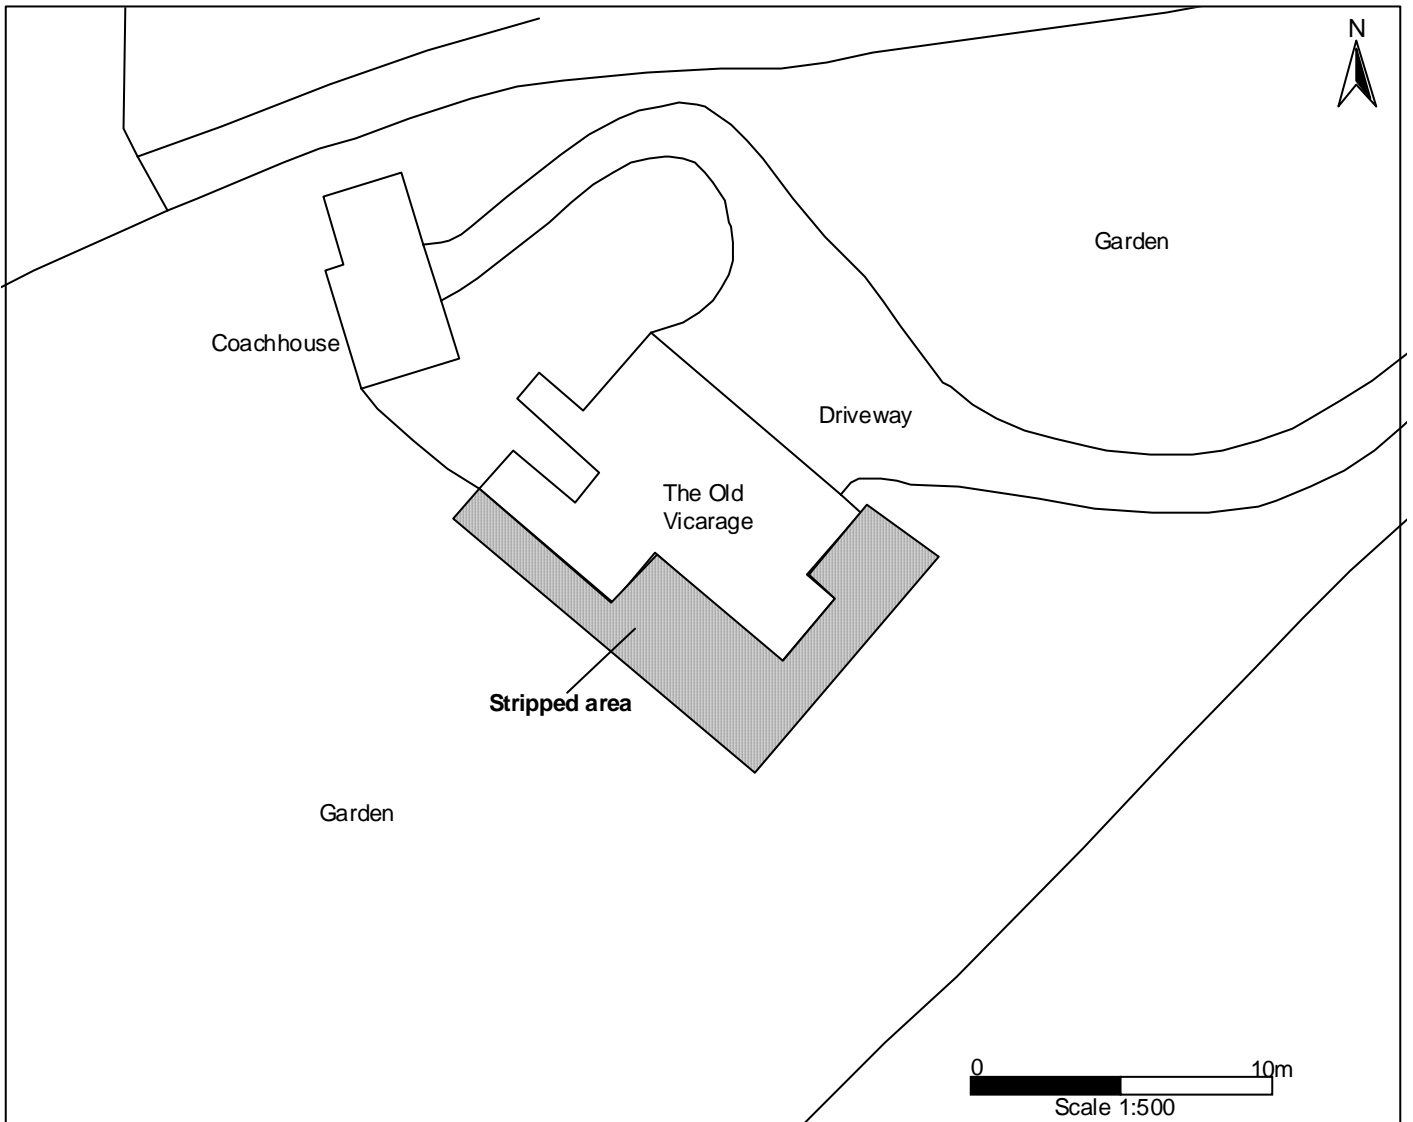 N
Garden
Coachhouse
Driveway
The Old
Vicarage
Stripped area
Garden
0 10m
Scale 1:500